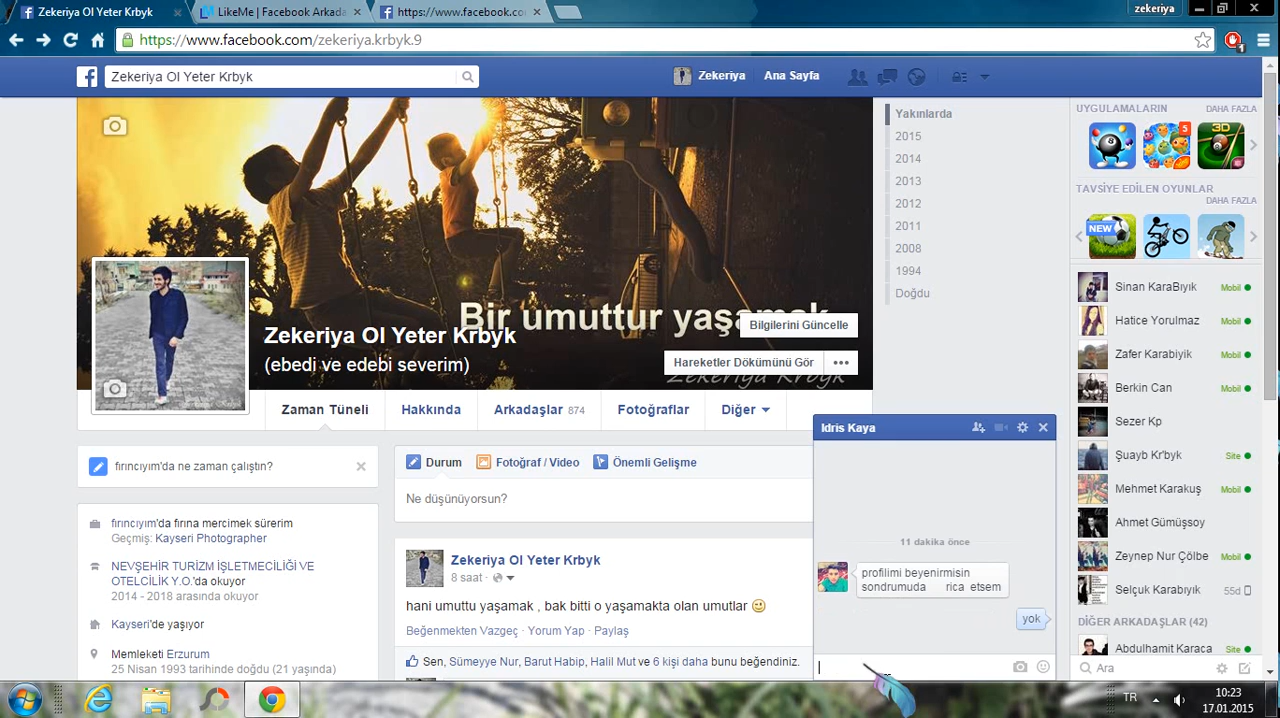 Zekeriya Ol Yeter Krbyk
LikeMe | Facebook Arkada
https://www.facebook.co
zekeriya
https://www.facebook.com/zekeriya.krbyk.9
Zekeriya Ol Yeter Krbyk
Zekeriya
Ana Sayfa
Bir umuttur yaşamak
Zekeriya Ol Yeter Krbyk
(ebedi ve edebi severim)
Bilgilerini Güncelle
Hareketler Dökümünü Gör
Zekeriya Krbyk
Zaman Tüneli
Hakkında
Arkadaşlar 874
Fotoğraflar
Diğer
Yakınlarda
2015
2014
2013
2012
2011
2008
1994
Doğdu
fırıncıyım'da ne zaman çalıştın?
fırıncıyım'da fırına mercimek sürerim
Geçmiş: Kayseri Photographer
NEVŞEHİR TURİZM İŞLETMECİLİĞİ VE
OTELCİLİK Y.O.'da okuyor
2014 - 2018 arasında okuyor
Kayseri'de yaşıyor
Memleketi Erzurum
25 Nisan 1993 tarihinde doğdu (21 yaşında)
Durum
Fotoğraf / Video
Önemli Gelişme
Ne düşünüyorsun?
Zekeriya Ol Yeter Krbyk
8 saat ·
hani umuttu yaşamak , bak bitti o yaşamakta olan umutlar
Beğenmekten Vazgeç · Yorum Yap · Paylaş
Sen, Sümeyye Nur, Barut Habip, Halil Mut ve 6 kişi daha bunu beğendiniz.
Idris Kaya
11 dakika önce
profilimi beyenirmisin
sondrumuda rica etsem
yok
UYGULAMALARIN
DAHA FAZLA
3
3D
TAVSİYE EDİLEN OYUNLAR
DAHA FAZLA
NEW
Sinan KaraBıyık Mobil
Hatice Yorulmaz Mobil
Zafer Karabiyik Mobil
Berkin Can Mobil
Sezer Kp
Şuayb Kr'byk Site
Mehmet Karakuş Mobil
Ahmet Gümüşsoy
Zeynep Nur Çölbe Mobil
Selçuk Karabıyık 55d
DİĞER ARKADAŞLAR (42)
Abdulhamit Karaca Site
Ara
TR
10:23
17.01.2015